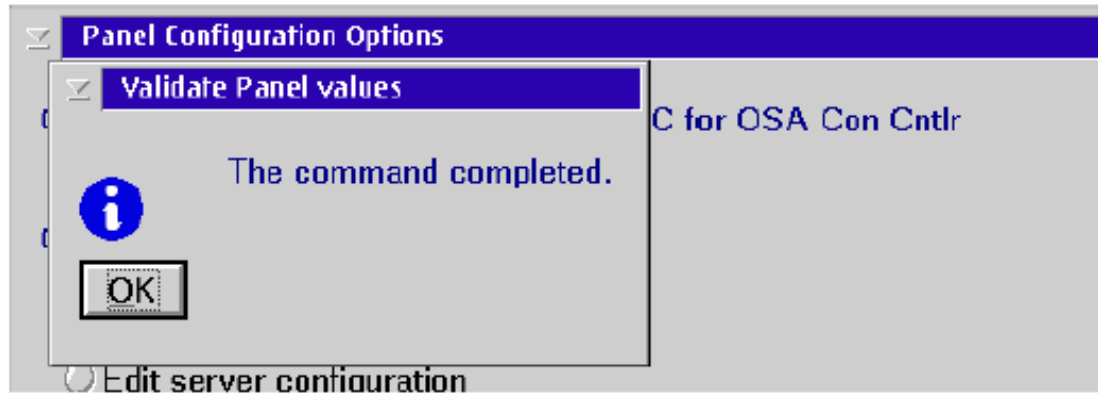 Panel Configuration Options
Validate Panel values
C for OSA Con Cntlr
The command completed.
OK
Edit server configuration